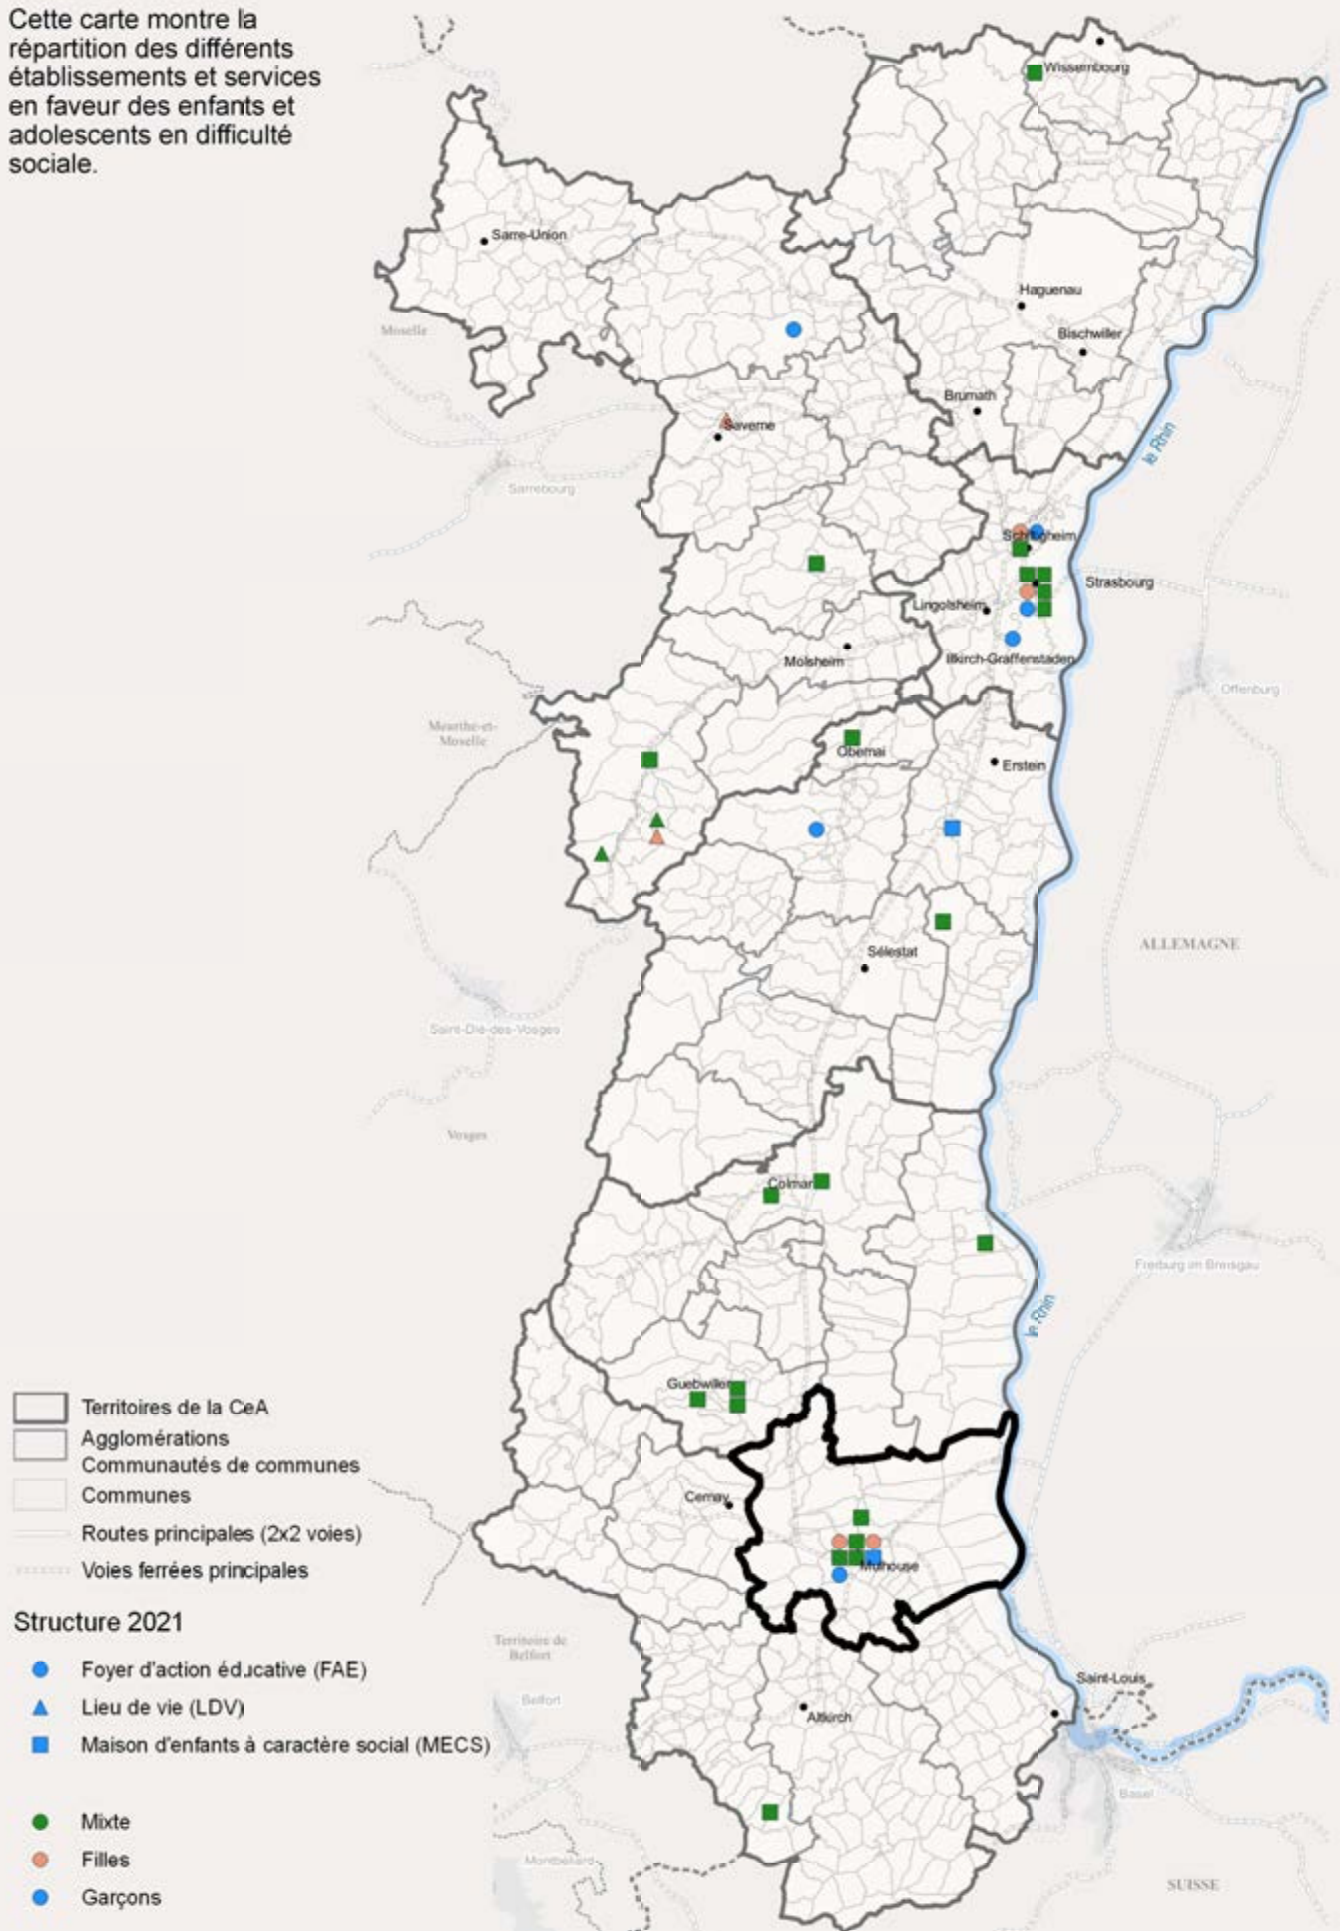 Cette carte montre la
répartition des différents
établissements et services
en faveur des enfants et
adolescents en difficulté
sociale.
Wissembourg
Sarre-Union
Haguenau
Moselle
Bischwiller
Brumath
Saverne
le Rhin
Sarrebourg
Schiltigheim
Strasbourg
Lingolsheim
Molsheim
Illkirch-Graffenstaden
Offenburg
Meurthe-et-
Moselle
Obernai
Erstein
ALLEMAGNE
Sélestat
Saint-Dié-des-Vosges
Vosges
Colmar
Freiburg im Breisgau
le Rhin
Guebwiller
Territoires de la CeA
Agglomérations
Communautés de communes
Communes
Cernay
Routes principales (2x2 voies)
Voies ferrées principales
Mulhouse
Structure 2021
Territoire de
Belfort
Foyer d'action éducative (FAE)
Saint-Louis
Belfort
Lieu de vie (LDV)
Altkirch
Maison d'enfants à caractère social (MECS)
Basel
Mixte
Filles
Montbéliard
SUISSE
Garçons